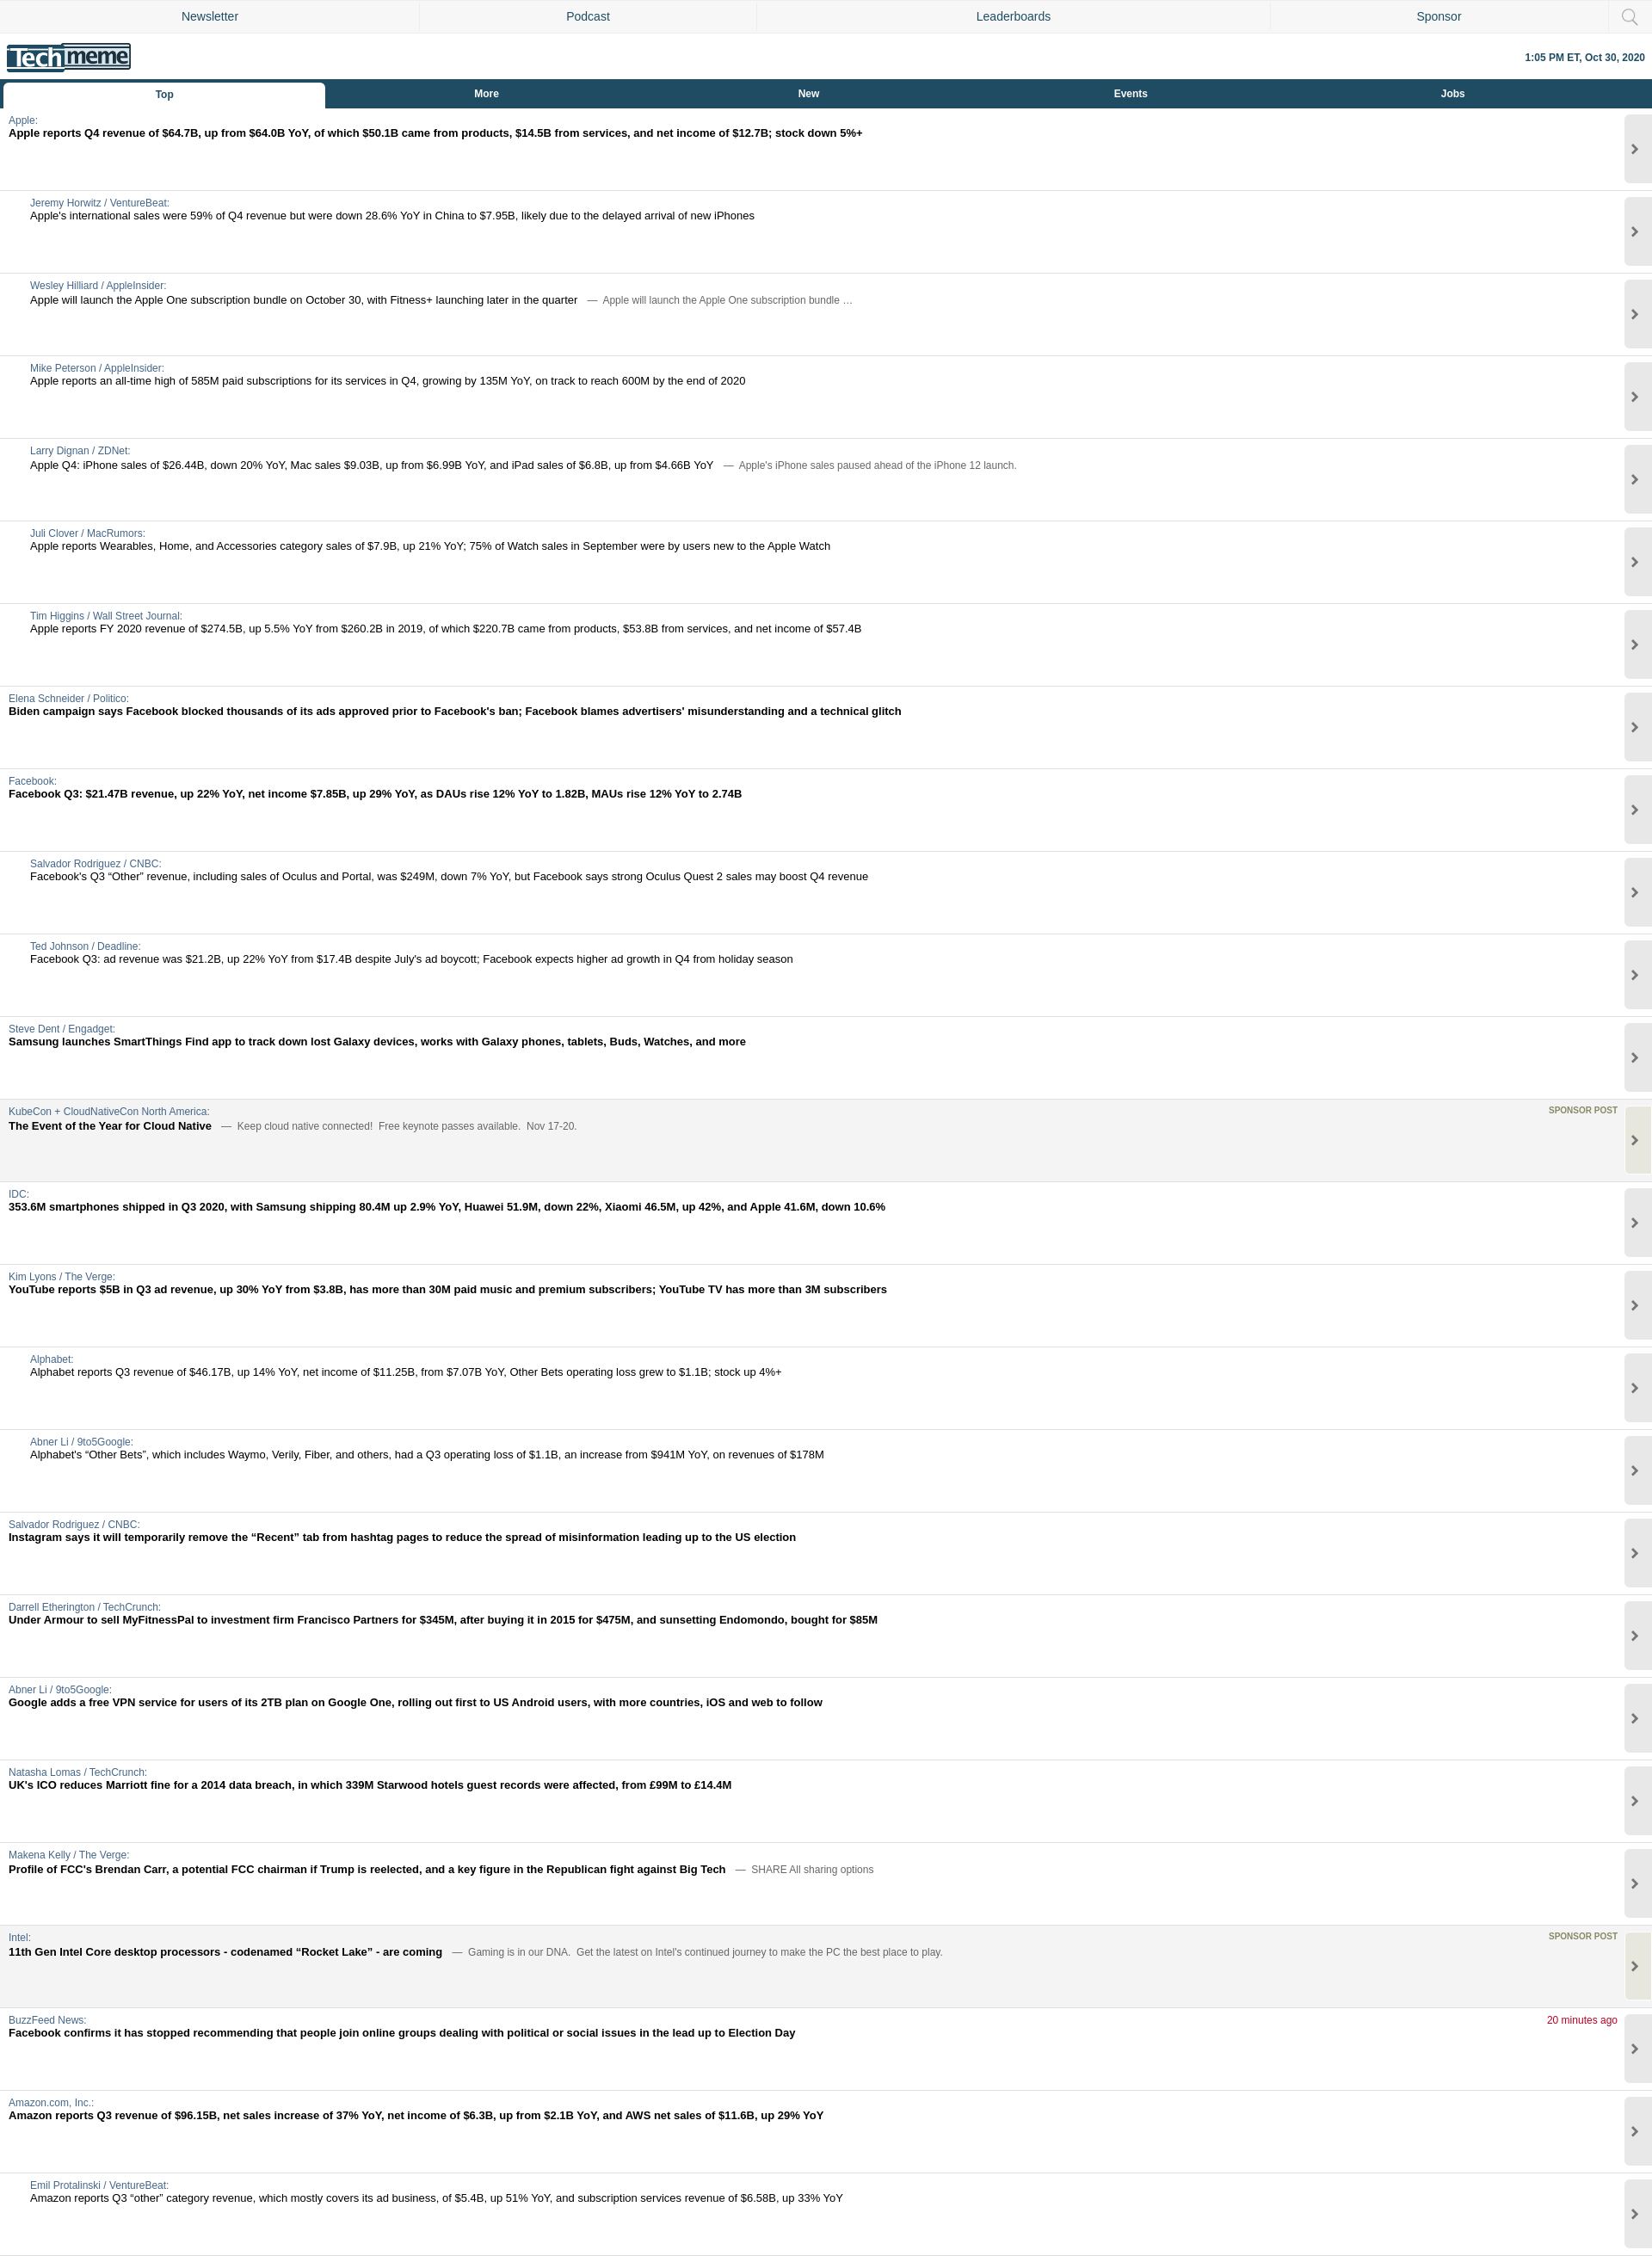 Newsletter
Podcast
Leaderboards
Sponsor
Techmeme
1:05 PM ET, Oct 30, 2020
Top
More
New
Events
Jobs
Apple:
Apple reports Q4 revenue of $64.7B, up from $64.0B YoY, of which $50.1B came from products, $14.5B from services, and net income of $12.7B; stock down 5%+
Jeremy Horwitz / VentureBeat:
Apple's international sales were 59% of Q4 revenue but were down 28.6% YoY in China to $7.95B, likely due to the delayed arrival of new iPhones
Wesley Hilliard / AppleInsider:
Apple will launch the Apple One subscription bundle on October 30, with Fitness+ launching later in the quarter — Apple will launch the Apple One subscription bundle …
Mike Peterson / AppleInsider:
Apple reports an all-time high of 585M paid subscriptions for its services in Q4, growing by 135M YoY, on track to reach 600M by the end of 2020
Larry Dignan / ZDNet:
Apple Q4: iPhone sales of $26.44B, down 20% YoY, Mac sales $9.03B, up from $6.99B YoY, and iPad sales of $6.8B, up from $4.66B YoY — Apple's iPhone sales paused ahead of the iPhone 12 launch.
Juli Clover / MacRumors:
Apple reports Wearables, Home, and Accessories category sales of $7.9B, up 21% YoY; 75% of Watch sales in September were by users new to the Apple Watch
Tim Higgins / Wall Street Journal:
Apple reports FY 2020 revenue of $274.5B, up 5.5% YoY from $260.2B in 2019, of which $220.7B came from products, $53.8B from services, and net income of $57.4B
Elena Schneider / Politico:
Biden campaign says Facebook blocked thousands of its ads approved prior to Facebook's ban; Facebook blames advertisers' misunderstanding and a technical glitch
Facebook:
Facebook Q3: $21.47B revenue, up 22% YoY, net income $7.85B, up 29% YoY, as DAUs rise 12% YoY to 1.82B, MAUs rise 12% YoY to 2.74B
Salvador Rodriguez / CNBC:
Facebook's Q3 “Other” revenue, including sales of Oculus and Portal, was $249M, down 7% YoY, but Facebook says strong Oculus Quest 2 sales may boost Q4 revenue
Ted Johnson / Deadline:
Facebook Q3: ad revenue was $21.2B, up 22% YoY from $17.4B despite July's ad boycott; Facebook expects higher ad growth in Q4 from holiday season
Steve Dent / Engadget:
Samsung launches SmartThings Find app to track down lost Galaxy devices, works with Galaxy phones, tablets, Buds, Watches, and more
KubeCon + CloudNativeCon North America:
SPONSOR POST
The Event of the Year for Cloud Native — Keep cloud native connected! Free keynote passes available. Nov 17-20.
IDC:
353.6M smartphones shipped in Q3 2020, with Samsung shipping 80.4M up 2.9% YoY, Huawei 51.9M, down 22%, Xiaomi 46.5M, up 42%, and Apple 41.6M, down 10.6%
Kim Lyons / The Verge:
YouTube reports $5B in Q3 ad revenue, up 30% YoY from $3.8B, has more than 30M paid music and premium subscribers; YouTube TV has more than 3M subscribers
Alphabet:
Alphabet reports Q3 revenue of $46.17B, up 14% YoY, net income of $11.25B, from $7.07B YoY, Other Bets operating loss grew to $1.1B; stock up 4%+
Abner Li / 9to5Google:
Alphabet's “Other Bets”, which includes Waymo, Verily, Fiber, and others, had a Q3 operating loss of $1.1B, an increase from $941M YoY, on revenues of $178M
Salvador Rodriguez / CNBC:
Instagram says it will temporarily remove the “Recent” tab from hashtag pages to reduce the spread of misinformation leading up to the US election
Darrell Etherington / TechCrunch:
Under Armour to sell MyFitnessPal to investment firm Francisco Partners for $345M, after buying it in 2015 for $475M, and sunsetting Endomondo, bought for $85M
Abner Li / 9to5Google:
Google adds a free VPN service for users of its 2TB plan on Google One, rolling out first to US Android users, with more countries, iOS and web to follow
Natasha Lomas / TechCrunch:
UK's ICO reduces Marriott fine for a 2014 data breach, in which 339M Starwood hotels guest records were affected, from £99M to £14.4M
Makena Kelly / The Verge:
Profile of FCC's Brendan Carr, a potential FCC chairman if Trump is reelected, and a key figure in the Republican fight against Big Tech — SHARE All sharing options
Intel:
SPONSOR POST
11th Gen Intel Core desktop processors - codenamed “Rocket Lake” - are coming — Gaming is in our DNA. Get the latest on Intel's continued journey to make the PC the best place to play.
BuzzFeed News:
20 minutes ago
Facebook confirms it has stopped recommending that people join online groups dealing with political or social issues in the lead up to Election Day
Amazon.com, Inc.:
Amazon reports Q3 revenue of $96.15B, net sales increase of 37% YoY, net income of $6.3B, up from $2.1B YoY, and AWS net sales of $11.6B, up 29% YoY
Emil Protalinski / VentureBeat:
Amazon reports Q3 “other” category revenue, which mostly covers its ad business, of $5.4B, up 51% YoY, and subscription services revenue of $6.58B, up 33% YoY